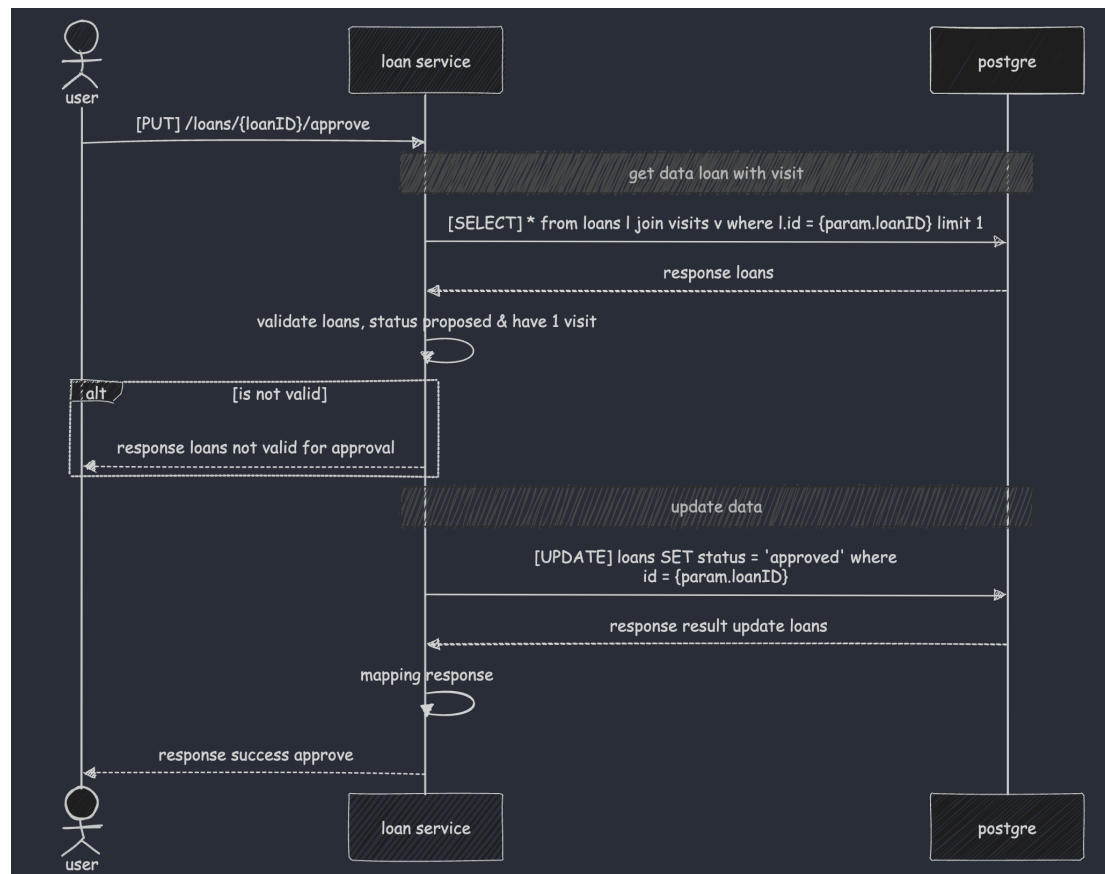 loan service
postgre
user
[PUT] /loans/{loanID}/approve
get data loan with visit
[SELECT] * from loans l join visits v where l.id = {param.loanID} limit 1
response loans
validate loans, status proposed & have 1 visit
alt
[is not valid]
response loans not valid for approval
update data
[UPDATE] loans SET status = 'approved' where
id = {param.loanID}
response result update loans
mapping response
response success approve
loan service
postgre
user